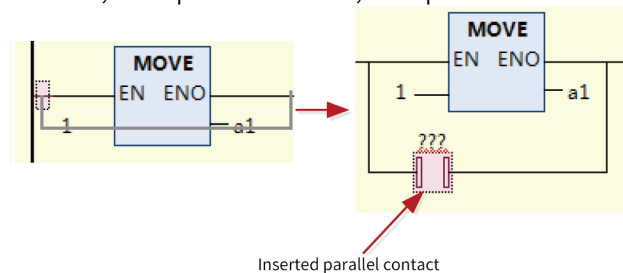 MOVE
EN ENO
1
a1
MOVE
EN ENO
1
a1
???
Inserted parallel contact